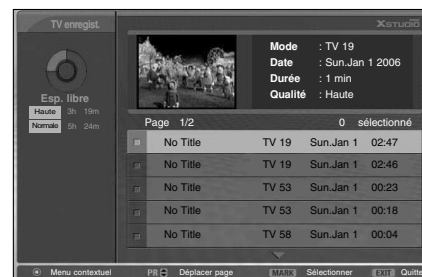 TV enregist.
XSTUDIO
Esp. libre
Haute 3h 19m
Normale 5h 24m
Mode : TV 19
Date : Sun.Jan 1 2006
Durée : 1 min
Qualité : Haute
Page 1/2 0 sélectionné
No Title TV 19 Sun.Jan 1 02:47
No Title TV 19 Sun.Jan 1 02:46
No Title TV 53 Sun.Jan 1 00:23
No Title TV 53 Sun.Jan 1 00:18
No Title TV 58 Sun.Jan 1 00:04
Menu contextuel PR Déplacer page MARK Sélectionner EXIT Quitte